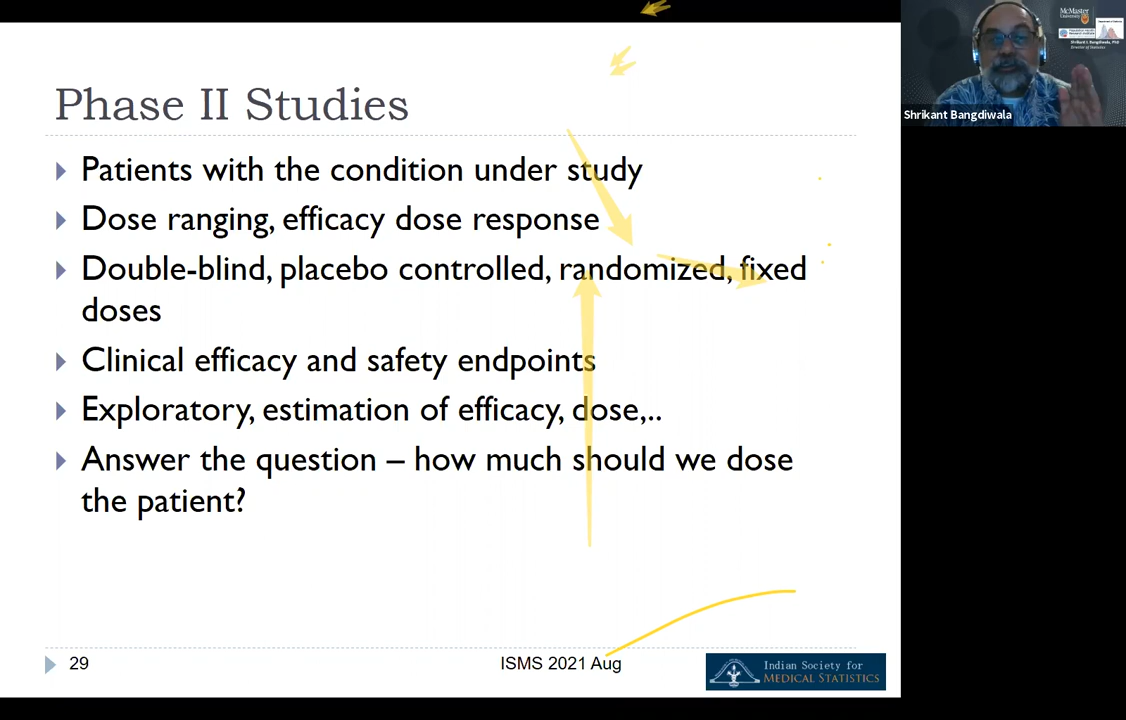 Phase II Studies
Patients with the condition under study
Dose ranging, efficacy dose response
Double-blind, placebo controlled, randomized, fixed
doses
Clinical efficacy and safety endpoints
Exploratory, estimation of efficacy, dose,..
Answer the question – how much should we dose
the patient?
29
ISMS 2021 Aug
Indian Society for
MEDICAL STATISTICS
McMaster
University
Shrikant Bangdiwala